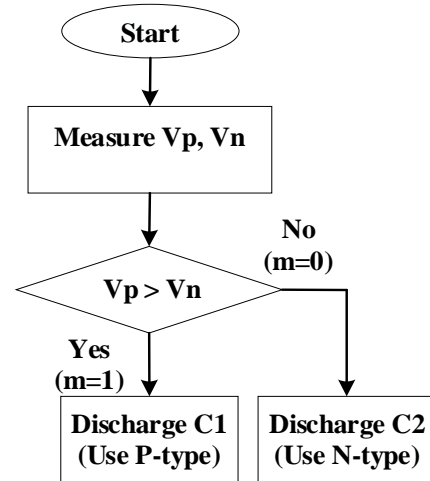 Start
Measure Vp, Vn
No
(m=0)
Vp > Vn
Yes
(m=1)
Discharge C1
(Use P-type)
Discharge C2
(Use N-type)